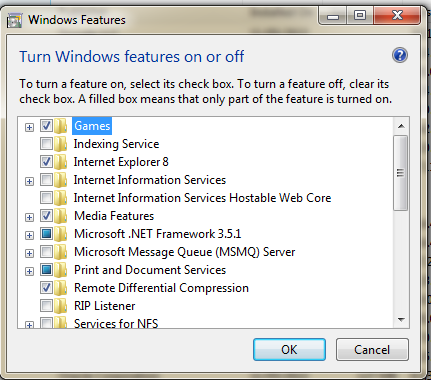 Windows Features
Turn Windows features on or off
To turn a feature on, select its check box. To turn a feature off, clear its
check box. A filled box means that only part of the feature is turned on.
Games
Indexing Service
Internet Explorer 8
Internet Information Services
Internet Information Services Hostable Web Core
Media Features
Microsoft .NET Framework 3.5.1
Microsoft Message Queue (MSMQ) Server
Print and Document Services
Remote Differential Compression
RIP Listener
Services for NFS
OK
Cancel